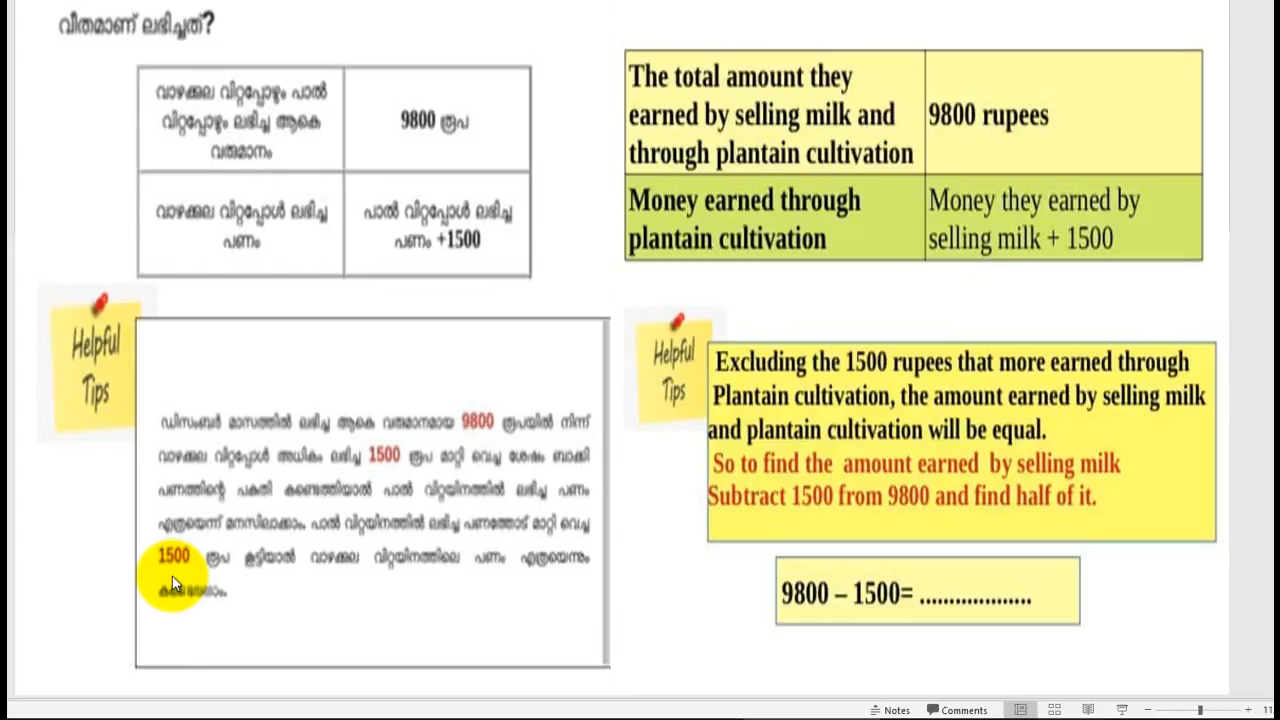 വീതമാണ് ലഭിച്ചത്?
വാഴക്കുല വിറ്റപ്പോഴും പാൽ
വിറ്റപ്പോഴും ലഭിച്ച ആകെ
വരുമാനം
9800 രൂപ
വാഴക്കുല വിറ്റപ്പോൾ ലഭിച്ച
പണം
പാൽ വിറ്റപ്പോൾ ലഭിച്ച
പണം +1500
The total amount they
earned by selling milk and
through plantain cultivation
9800 rupees
Money earned through
plantain cultivation
Money they earned by
selling milk + 1500
Helpful
Tips
ഡിസംബർ മാസത്തിൽ ലഭിച്ച ആകെ വരുമാനമായ 9800 രൂപയിൽ നിന്ന്
വാഴക്കുല വിറ്റപ്പോൾ അധികം ലഭിച്ച 1500 രൂപ മാറ്റി വെച്ച ശേഷം ബാക്കി
പണത്തിന്റെ പകുതി കണ്ടെത്തിയാൽ പാൽ വിറ്റയിനത്തിൽ ലഭിച്ച പണം
എത്രയെന്ന് മനസിലാക്കാം. പാൽ വിറ്റയിനത്തിൽ ലഭിച്ച പണത്തോട് മാറ്റി വെച്ച
1500 രൂപ കൂട്ടിയാൽ വാഴക്കുല വിറ്റയിനത്തിലെ പണം എത്രയെന്നും
Helpful
Tips
Excluding the 1500 rupees that more earned through
Plantain cultivation, the amount earned by selling milk
and plantain cultivation will be equal.
So to find the amount earned by selling milk
Subtract 1500 from 9800 and find half of it.
9800 – 1500= ...................
Notes
Comments
11